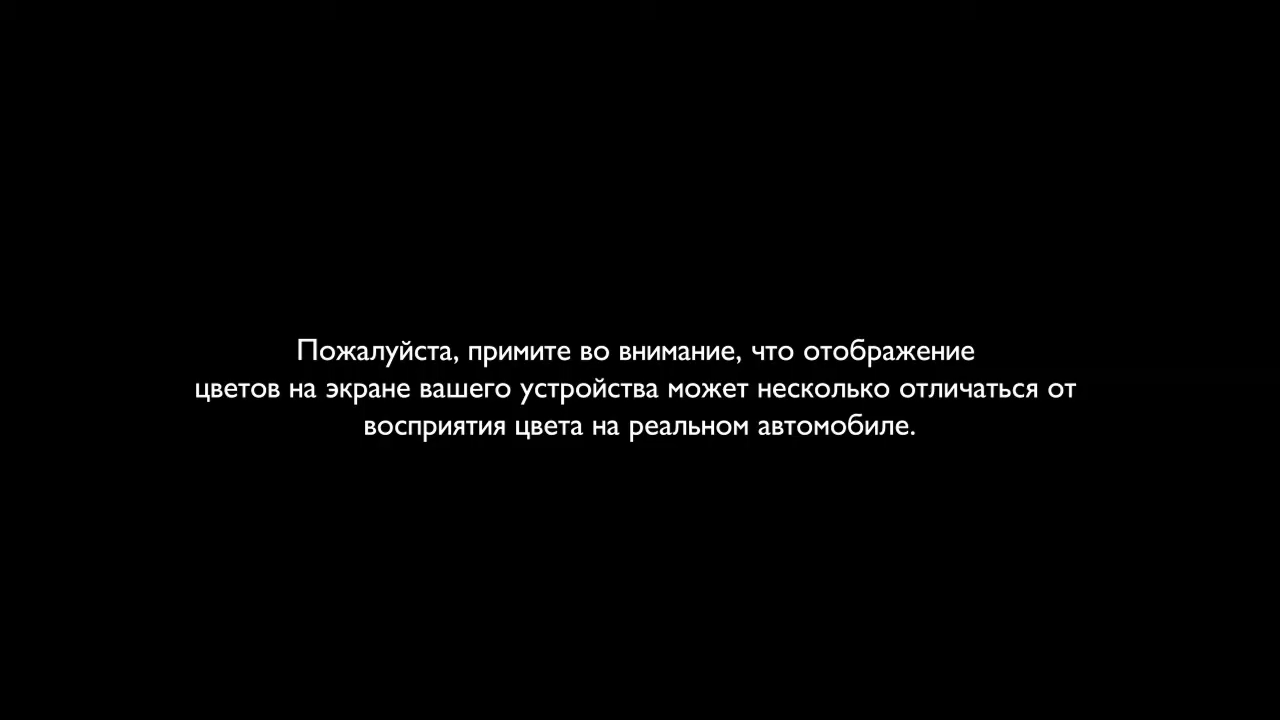 Пожалуйста, примите во внимание, что отображение
цветов на экране вашего устройства может несколько отличаться от
восприятия цвета на реальном автомобиле.